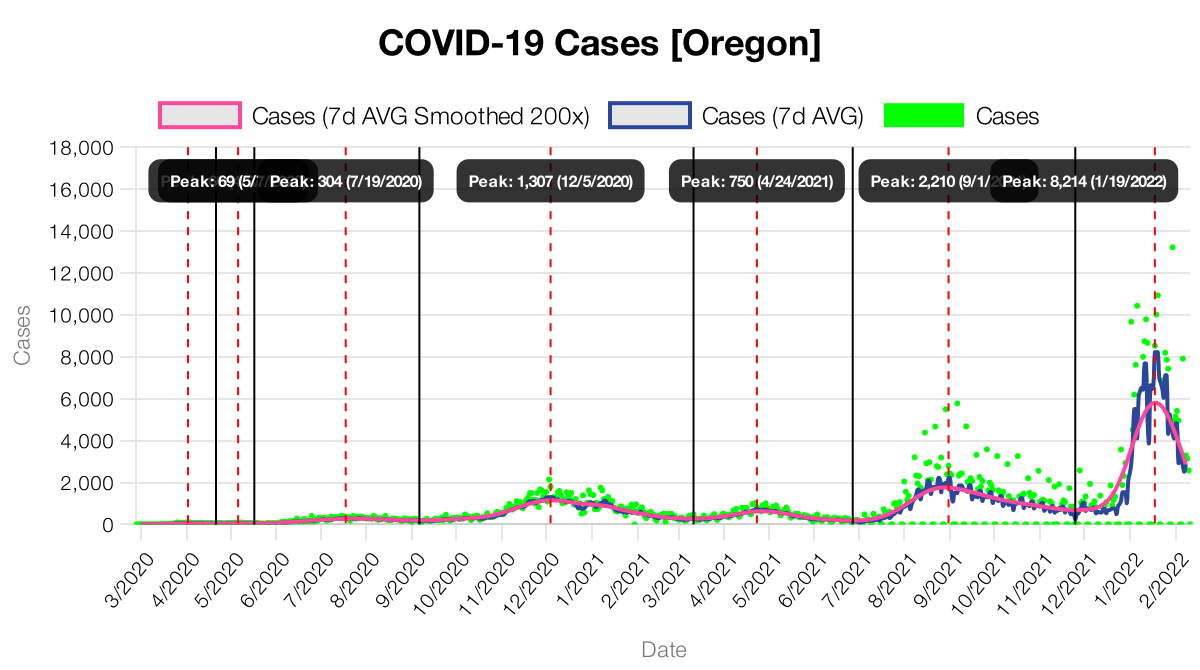 COVID-19 Cases [Oregon]
Cases (7d AVG Smoothed 200x) Cases (7d AVG) Cases
18,000
Peak: 69 (5/7/ Peak: 304 (7/19/2020) Peak: 1,307 (12/5/2020) Peak: 750 (4/24/2021) Peak: 2,210 (9/1/ Peak: 8,214 (1/19/2022)
16,000
14,000
12,000
10,000
8,000
6,000
4,000
2,000
0
Cases
3/2020 4/2020 5/2020 6/2020 7/2020 8/2020 9/2020 10/2020 11/2020 12/2020 1/2021 2/2021 3/2021 4/2021 5/2021 6/2021 7/2021 8/2021 9/2021 10/2021 11/2021 12/2021 1/2022 2/2022
Date